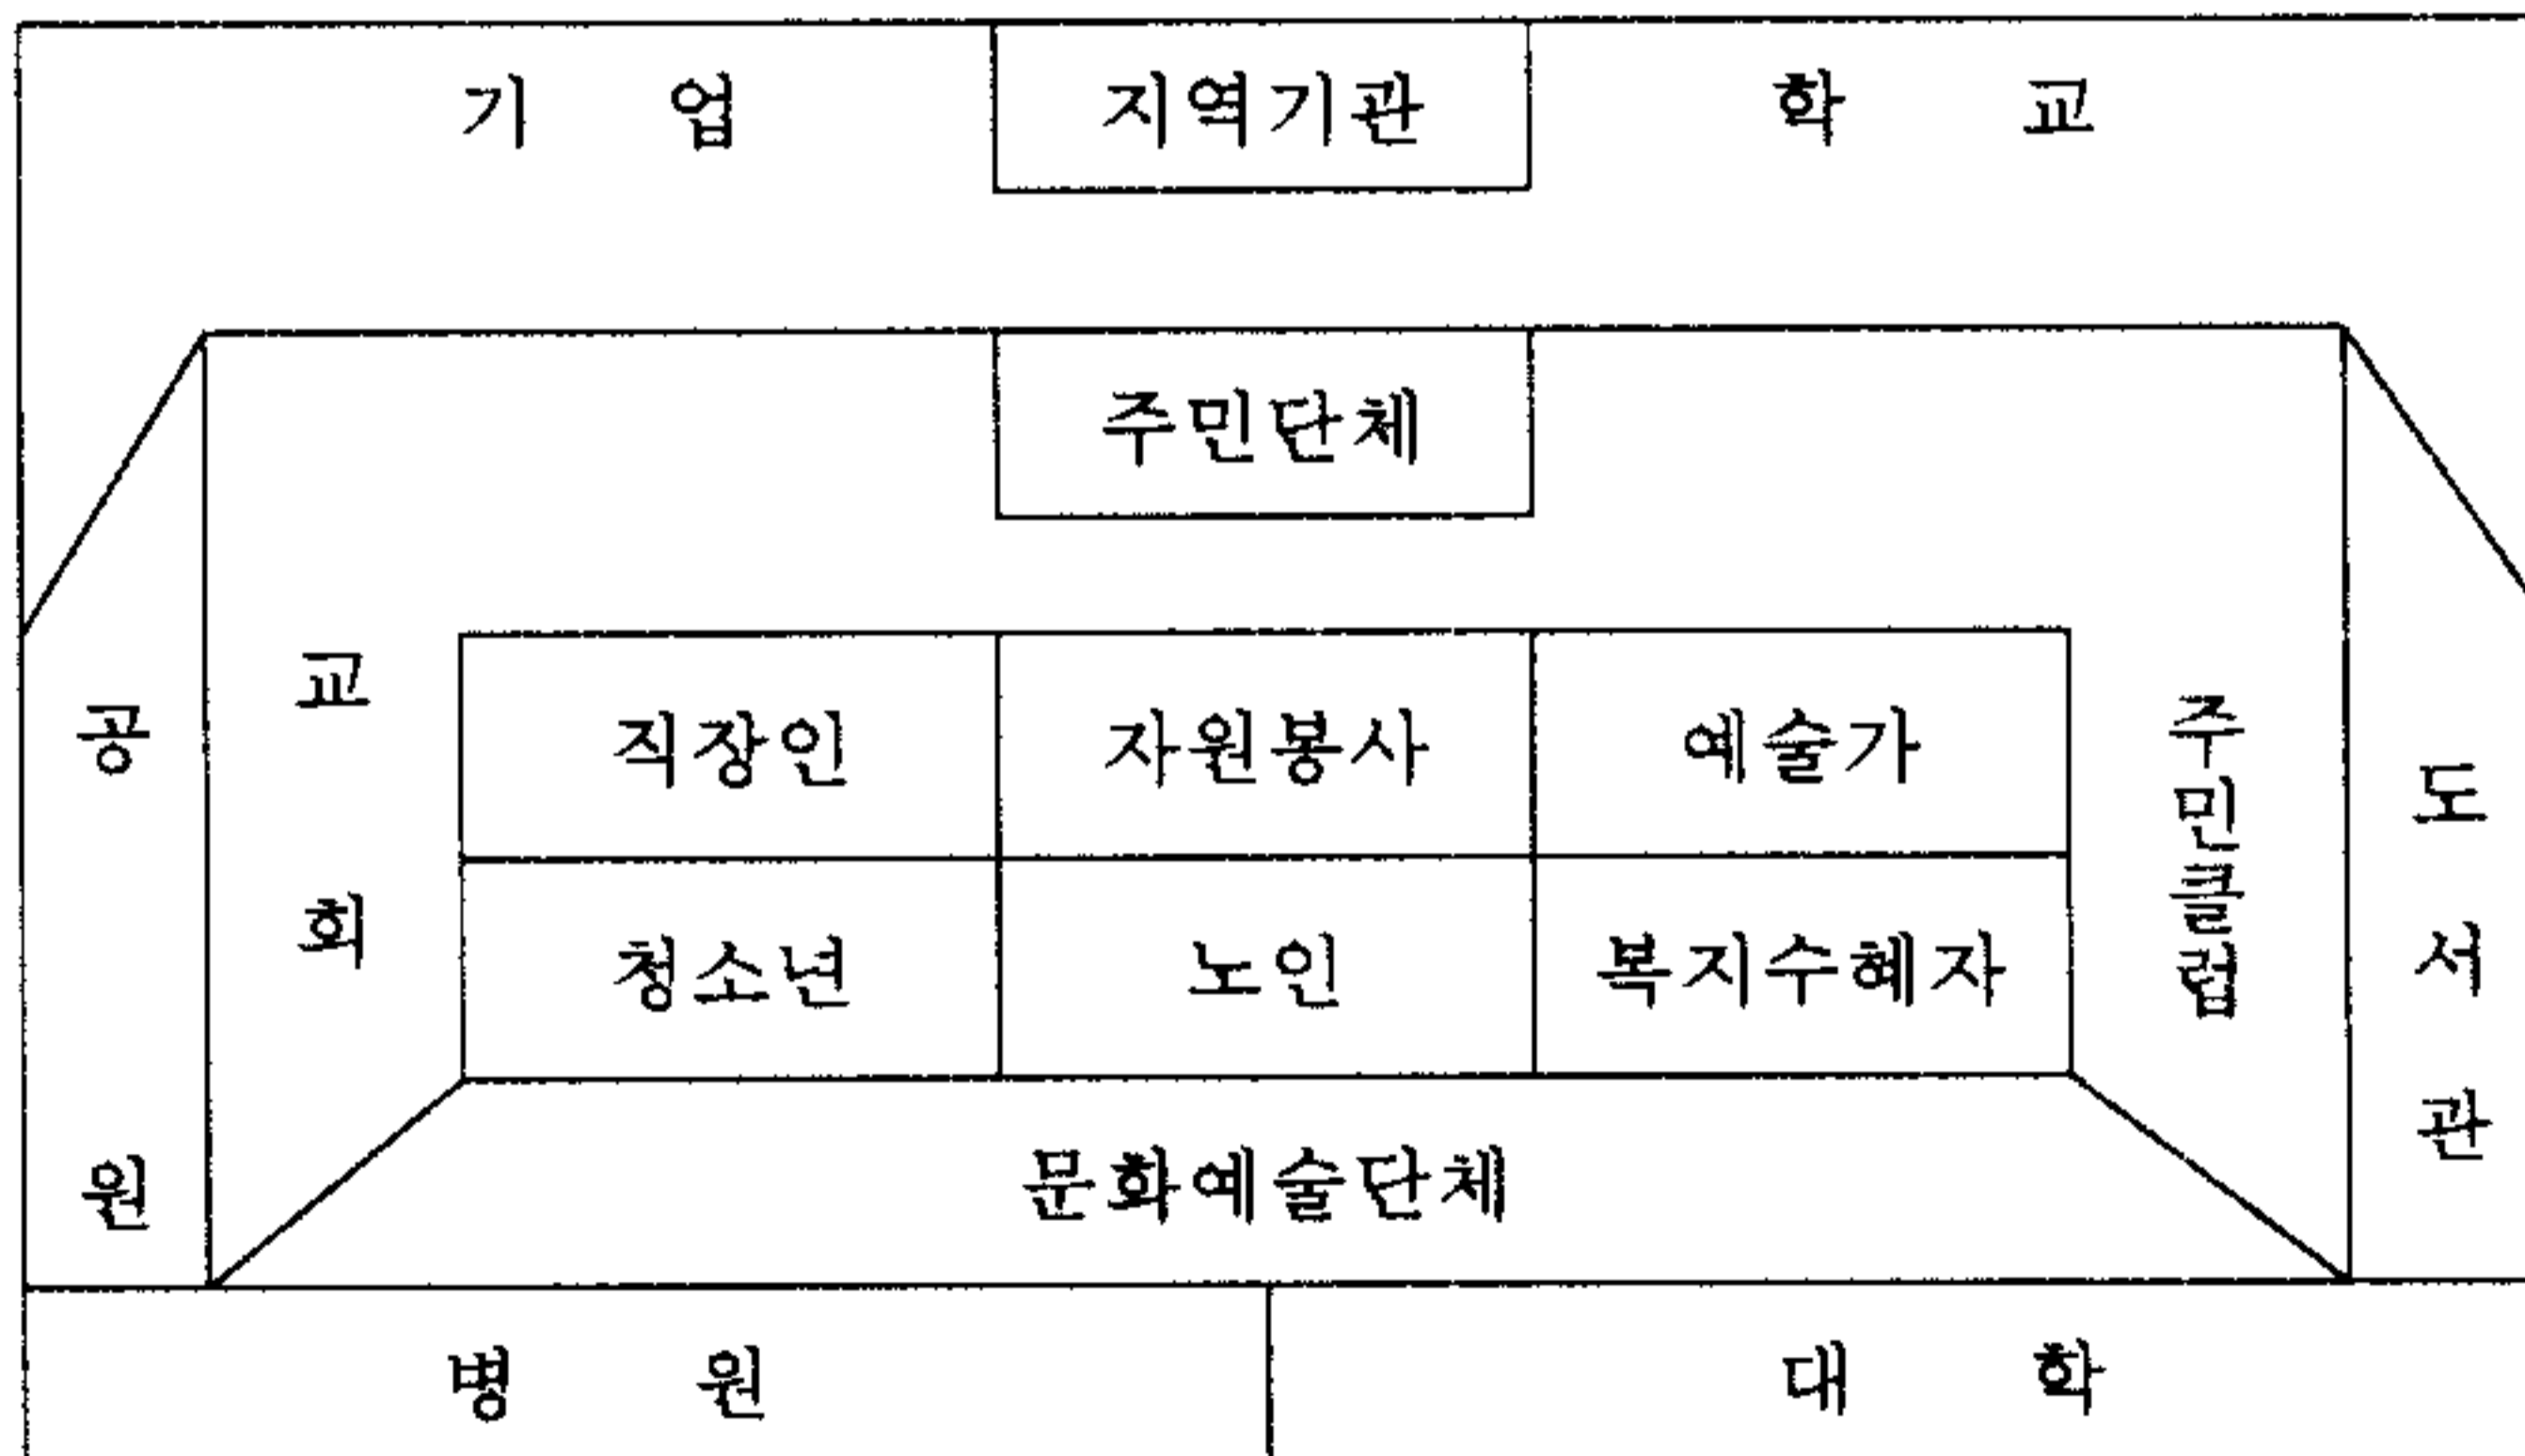 기 업
지역기관
학 교
주민단체
공원
교회
직장인
자원봉사
예술가
청소년
노인
복지수혜자
주민클럽
도서관
문화예술단체
병 원
대 학